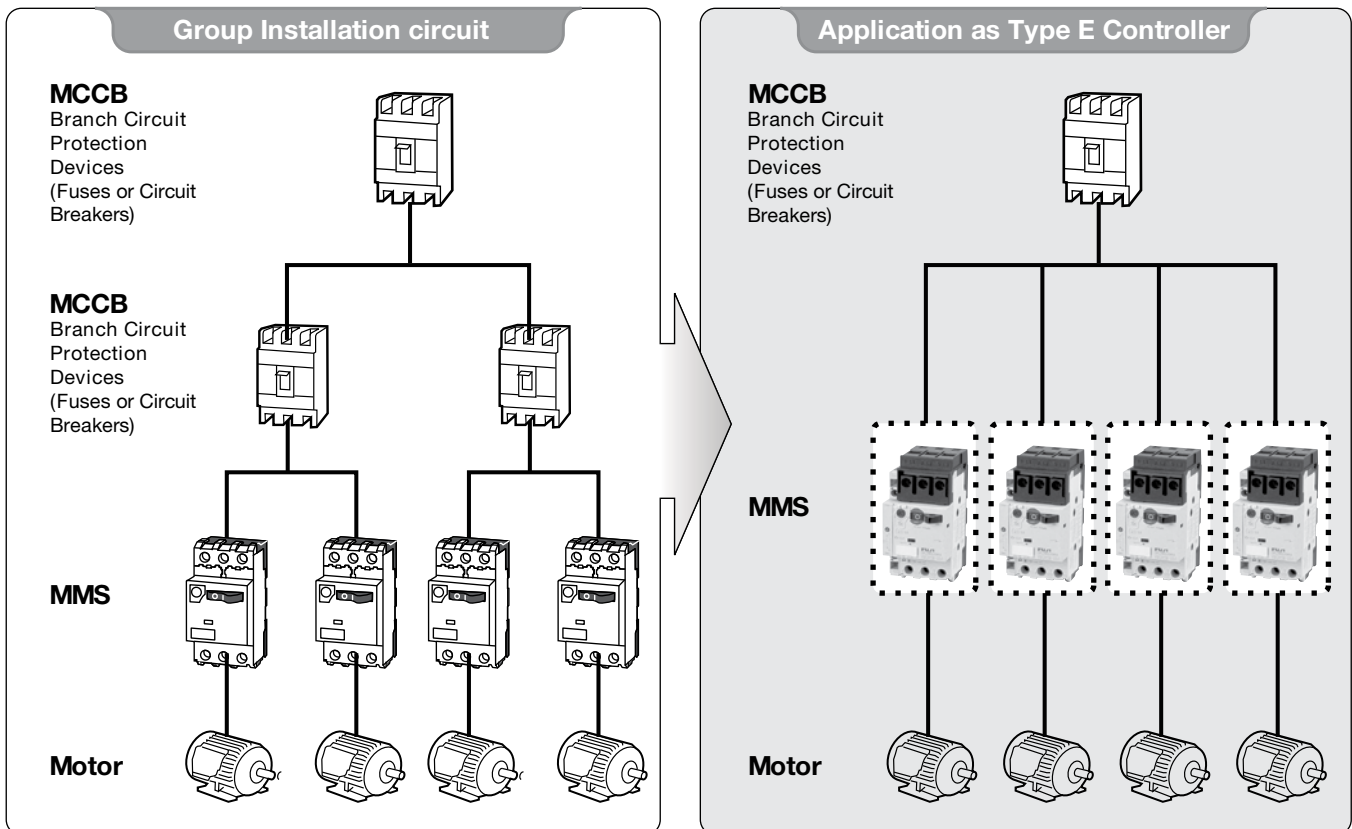 Group Installation circuit
MCCB
Branch Circuit
Protection
Devices
(Fuses or Circuit
Breakers)
MCCB
Branch Circuit
Protection
Devices
(Fuses or Circuit
Breakers)
MMS
Motor
Application as Type E Controller
MCCB
Branch Circuit
Protection
Devices
(Fuses or Circuit
Breakers)
MMS
Motor